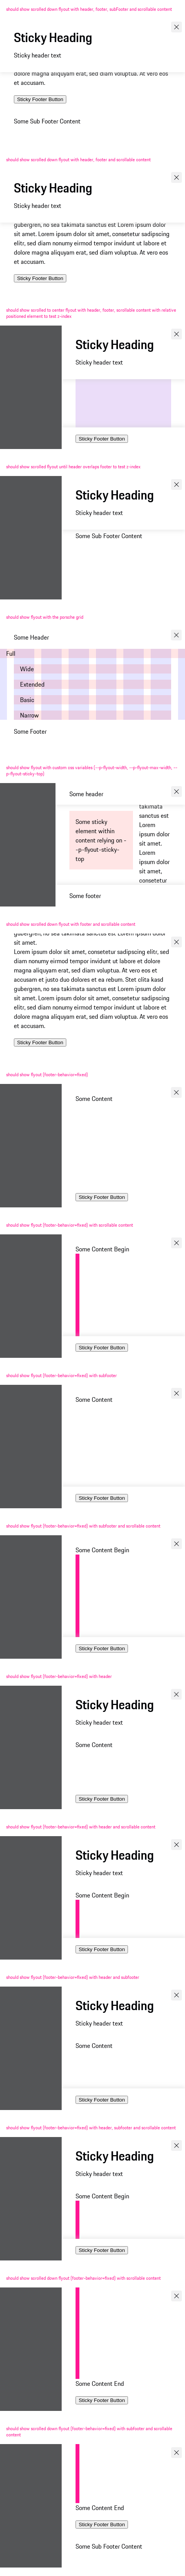 should show scrolled down flyout with header, footer, subFooter and scrollable content
Sticky Heading
Sticky header text
dolore magna aliquyam erat, sed diam voluptua. At vero eos
et accusam.
Sticky Footer Button
Some Sub Footer Content
should show scrolled down flyout with header, footer and scrollable content
Sticky Heading
Sticky header text
gubergren, no sea takimata sanctus est Lorem ipsum dolor
sit amet. Lorem ipsum dolor sit amet, consetetur sadipscing
elitr, sed diam nonumy eirmod tempor invidunt ut labore et
dolore magna aliquyam erat, sed diam voluptua. At vero eos
et accusam.
Sticky Footer Button
should show scrolled to center flyout with header, footer, scrollable content with relative
positioned element to test z-index
Sticky Heading
Sticky header text
Sticky Footer Button
should show scrolled flyout until header overlaps footer to test z-index
Sticky Heading
Sticky header text
Some Sub Footer Content
should show flyout with the porsche grid
Some Header
Full
Wide
Extended
Basic
Narrow
Some Footer
should show flyout with custom css variables (--p-flyout-width, --p-flyout-max-width, --
p-flyout-sticky-top)
Some header
takimata
Some sticky
element within
content relying on -
-p-flyout-sticky-
top
sanctus est
Lorem
ipsum dolor
sit amet.
Lorem
ipsum dolor
sit amet,
consetetur
Some footer
should show scrolled down flyout with footer and scrollable content
gubergren, no sea takimata sanctus est Lorem ipsum dolor
sit amet.
Lorem ipsum dolor sit amet, consetetur sadipscing elitr, sed
diam nonumy eirmod tempor invidunt ut labore et dolore
magna aliquyam erat, sed diam voluptua. At vero eos et
accusam et justo duo dolores et ea rebum. Stet clita kasd
gubergren, no sea takimata sanctus est Lorem ipsum dolor
sit amet. Lorem ipsum dolor sit amet, consetetur sadipscing
elitr, sed diam nonumy eirmod tempor invidunt ut labore et
dolore magna aliquyam erat, sed diam voluptua. At vero eos
et accusam.
Sticky Footer Button
should show flyout (footer-behavior=fixed)
Some Content
Sticky Footer Button
should show flyout (footer-behavior=fixed) with scrollable content
Some Content Begin
Sticky Footer Button
should show flyout (footer-behavior=fixed) with subfooter
Some Content
Sticky Footer Button
should show flyout (footer-behavior=fixed) with subfooter and scrollable content
Some Content Begin
Sticky Footer Button
should show flyout (footer-behavior=fixed) with header
Sticky Heading
Sticky header text
Some Content
Sticky Footer Button
should show flyout (footer-behavior=fixed) with header and scrollable content
Sticky Heading
Sticky header text
Some Content Begin
Sticky Footer Button
should show flyout (footer-behavior=fixed) with header and subfooter
Sticky Heading
Sticky header text
Some Content
Sticky Footer Button
should show flyout (footer-behavior=fixed) with header, subfooter and scrollable content
Sticky Heading
Sticky header text
Some Content Begin
Sticky Footer Button
should show scrolled down flyout (footer-behavior=fixed) with scrollable content
Some Content End
Sticky Footer Button
should show scrolled down flyout (footer-behavior=fixed) with subfooter and scrollable
content
Some Content End
Sticky Footer Button
Some Sub Footer Content